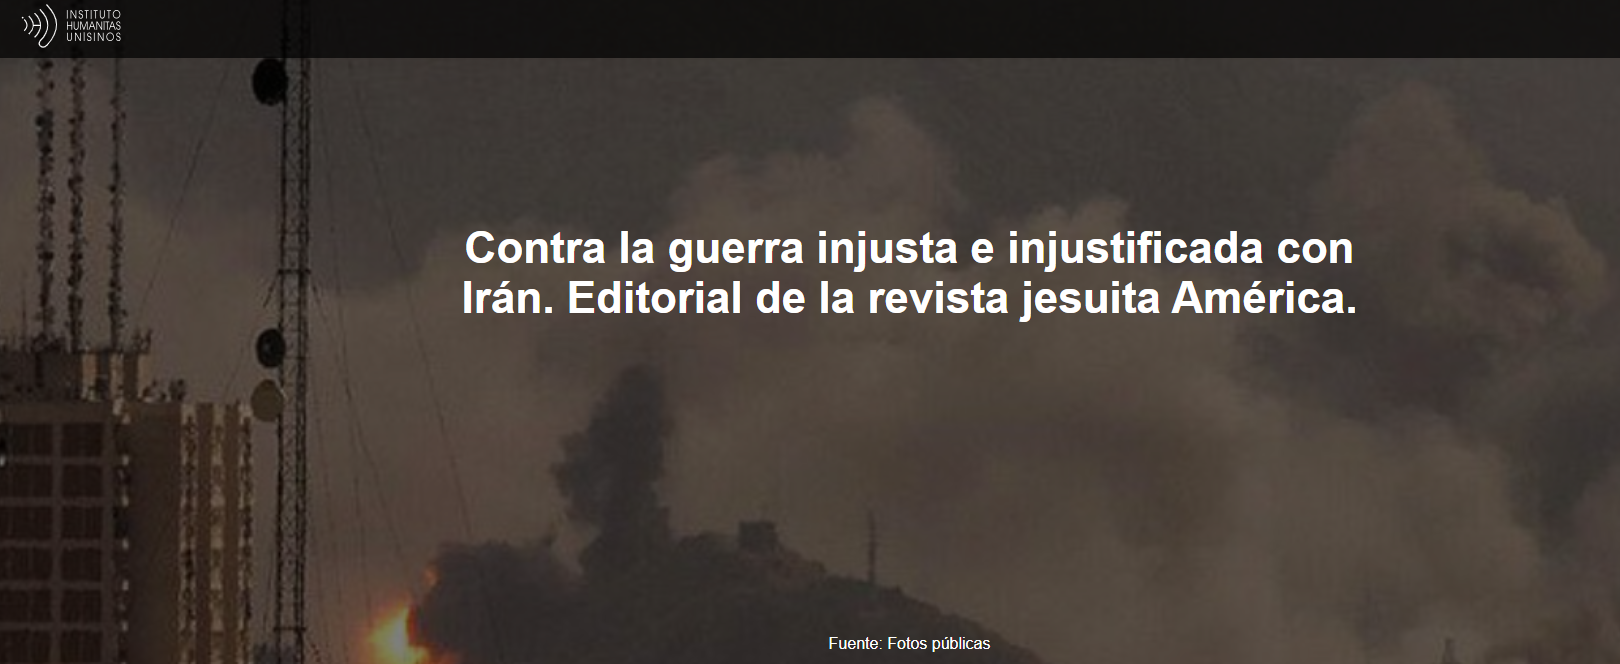 INSTITUTO
HUMANITAS
UNISINOS
Contra la guerra injusta e injustificada con
Irán. Editorial de la revista jesuita América.
Fuente: Fotos públicas